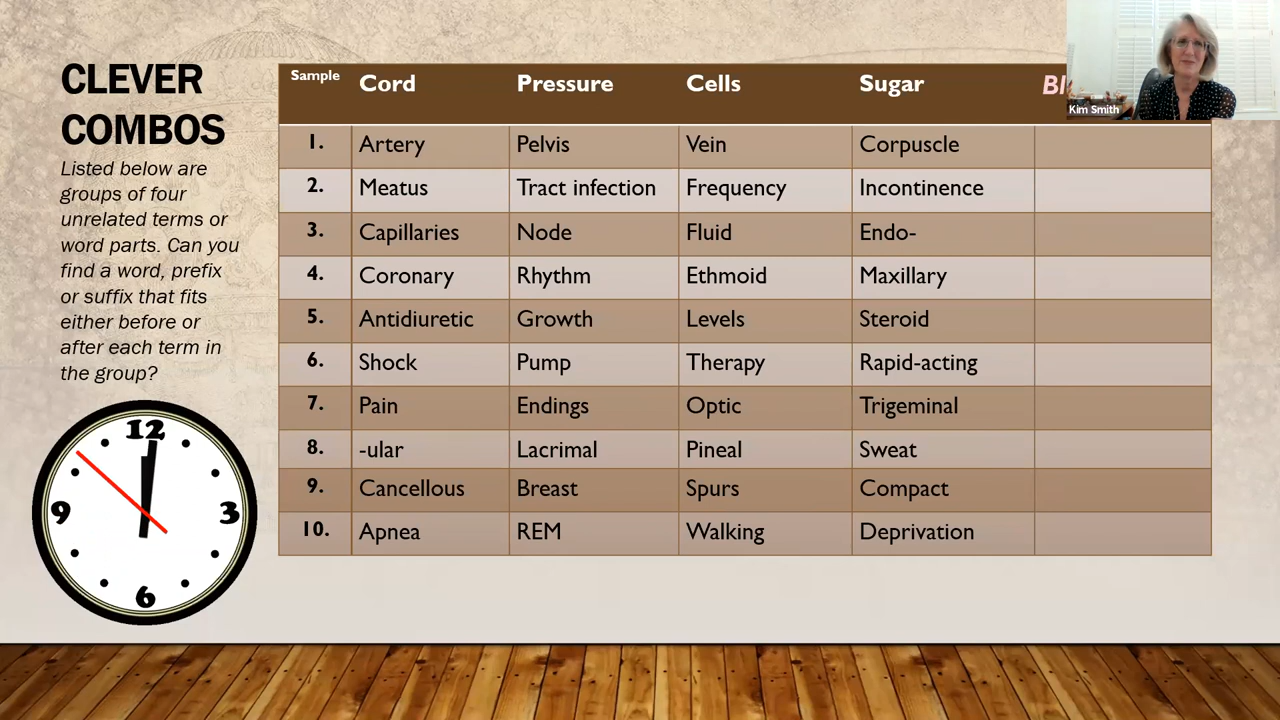 CLEVER
COMBOS
Listed below are
groups of four
unrelated terms or
word parts. Can you
find a word, prefix
or suffix that fits
either before or
after each term in
the group?
12
9 3
6
Sample Cord Pressure Cells Sugar
Kim Smith
1. Artery Pelvis Vein Corpuscle
2. Meatus Tract infection Frequency Incontinence
3. Capillaries Node Fluid Endo-
4. Coronary Rhythm Ethmoid Maxillary
5. Antidiuretic Growth Levels Steroid
6. Shock Pump Therapy Rapid-acting
7. Pain Endings Optic Trigeminal
8. -ular Lacrimal Pineal Sweat
9. Cancellous Breast Spurs Compact
10. Apnea REM Walking Deprivation